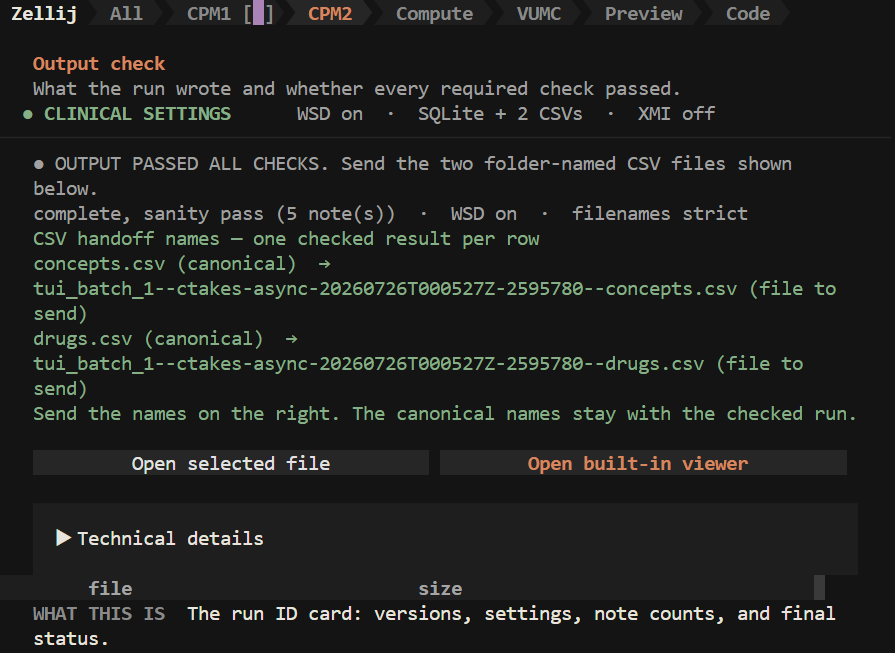 Zellij All CPM1 [ ] CPM2 Compute VUMC Preview Code
Output check
What the run wrote and whether every required check passed.
● CLINICAL SETTINGS WSD on · SQLite + 2 CSVs · XMI off
● OUTPUT PASSED ALL CHECKS. Send the two folder-named CSV files shown
below.
complete, sanity pass (5 note(s)) · WSD on · filenames strict
CSV handoff names — one checked result per row
concepts.csv (canonical) →
tui_batch_1--ctakes-async-20260726T000527Z-2595780--concepts.csv (file to
send)
drugs.csv (canonical) →
tui_batch_1--ctakes-async-20260726T000527Z-2595780--drugs.csv (file to
send)
Send the names on the right. The canonical names stay with the checked run.
Open selected file Open built-in viewer
▶ Technical details
file size
WHAT THIS IS The run ID card: versions, settings, note counts, and final
status.